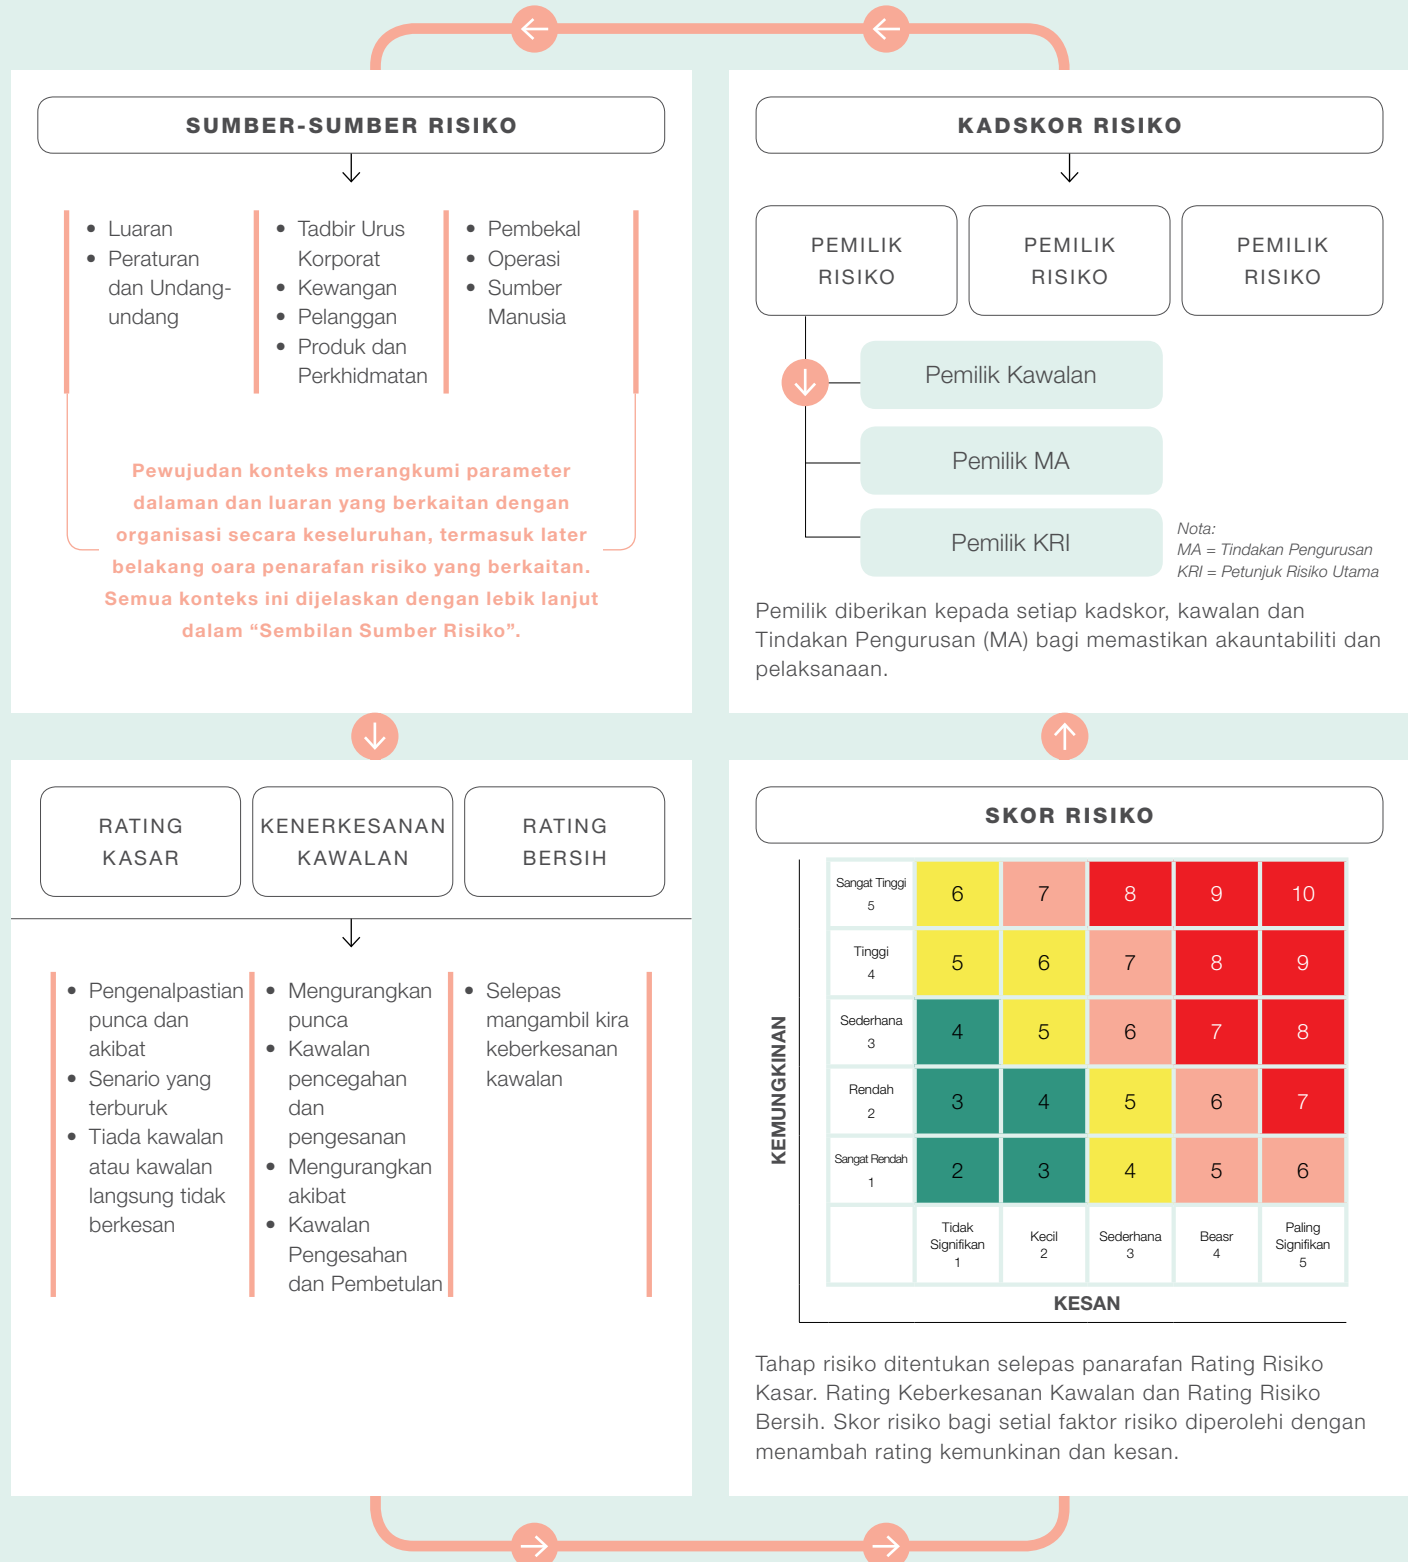 SUMBER-SUMBER RISIKO
• Luaran
• Peraturan
dan Undang-
undang
• Tadbir Urus
Korporat
• Kewangan
• Pelanggan
• Produk dan
Perkhidmatan
• Pembekal
• Operasi
• Sumber
Manusia
Pewujudan konteks merangkumi parameter
dalaman dan luaran yang berkaitan dengan
organisasi secara keseluruhan, termasuk later
belakang oara penarafan risiko yang berkaitan.
Semua konteks ini dijelaskan dengan lebik lanjut
dalam “Sembilan Sumber Risiko”.
KADSKOR RISIKO
PEMILIK
RISIKO
PEMILIK
RISIKO
PEMILIK
RISIKO
Pemilik Kawalan
Pemilik MA
Pemilik KRI
Nota:
MA = Tindakan Pengurusan
KRI = Petunjuk Risiko Utama
Pemilik diberikan kepada setiap kadskor, kawalan dan
Tindakan Pengurusan (MA) bagi memastikan akauntabiliti dan
pelaksanaan.
RATING
KASAR
KENERKESANAN
KAWALAN
RATING
BERSIH
• Pengenalpastian
punca dan
akibat
• Senario yang
terburuk
• Tiada kawalan
atau kawalan
langsung tidak
berkesan
• Mengurangkan
punca
• Kawalan
pencegahan
dan
pengesanan
• Mengurangkan
akibat
• Kawalan
Pengesahan
dan Pembetulan
• Selepas
mangambil kira
keberkesanan
kawalan
SKOR RISIKO
KEMUNGKINAN
Sangat Tinggi
5
6 7 8 9 10
Tinggi
4
5 6 7 8 9
Sederhana
3
4 5 6 7 8
Rendah
2
3 4 5 6 7
Sangat Rendah
1
2 3 4 5 6
Tidak
Signifikan
1
Kecil
2
Sederhana
3
Beasr
4
Paling
Signifikan
5
KESAN
Tahap risiko ditentukan selepas panarafan Rating Risiko
Kasar. Rating Keberkesanan Kawalan dan Rating Risiko
Bersih. Skor risiko bagi setial faktor risiko diperolehi dengan
menambah rating kemunkinan dan kesan.